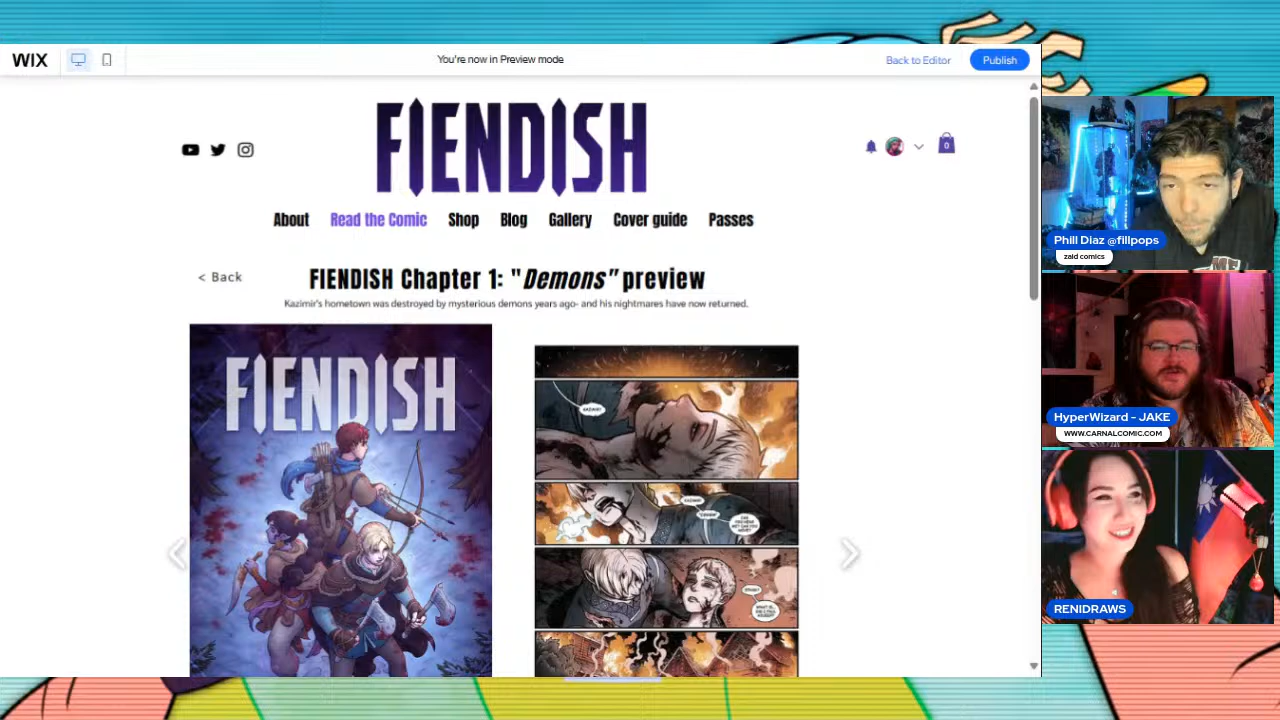 WIX
You're now in Preview mode
Back to Editor
Publish
FIENDISH
0
About
Read the Comic
Shop
Blog
Gallery
Cover guide
Passes
< Back
FIENDISH Chapter 1: "Demons" preview
Kazimir's hometown was destroyed by mysterious demons years ago- and his nightmares have now returned.
FIENDISH
Phill Diaz @fillpops
zaid comics
HyperWizard - JAKE
WWW.CARNALCOMIC.COM
RENIDRAWS